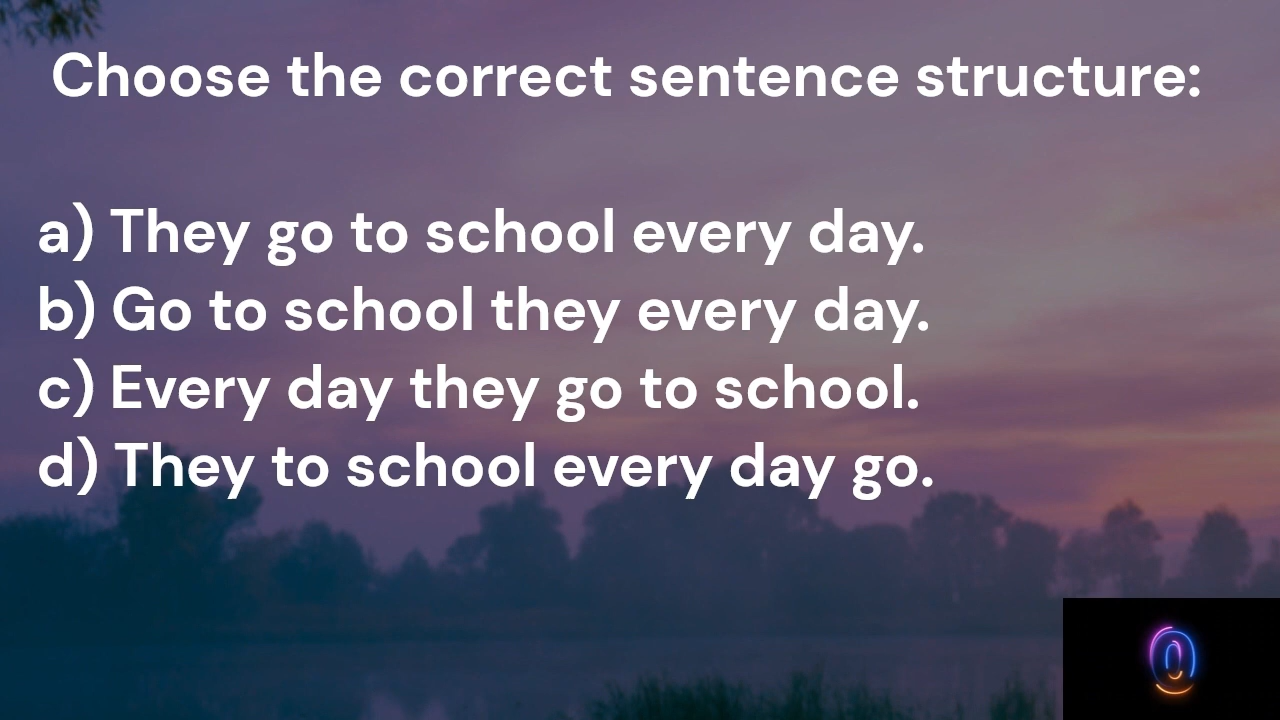 Choose the correct sentence structure:
a) They go to school every day.
b) Go to school they every day.
c) Every day they go to school.
d) They to school every day go.
0